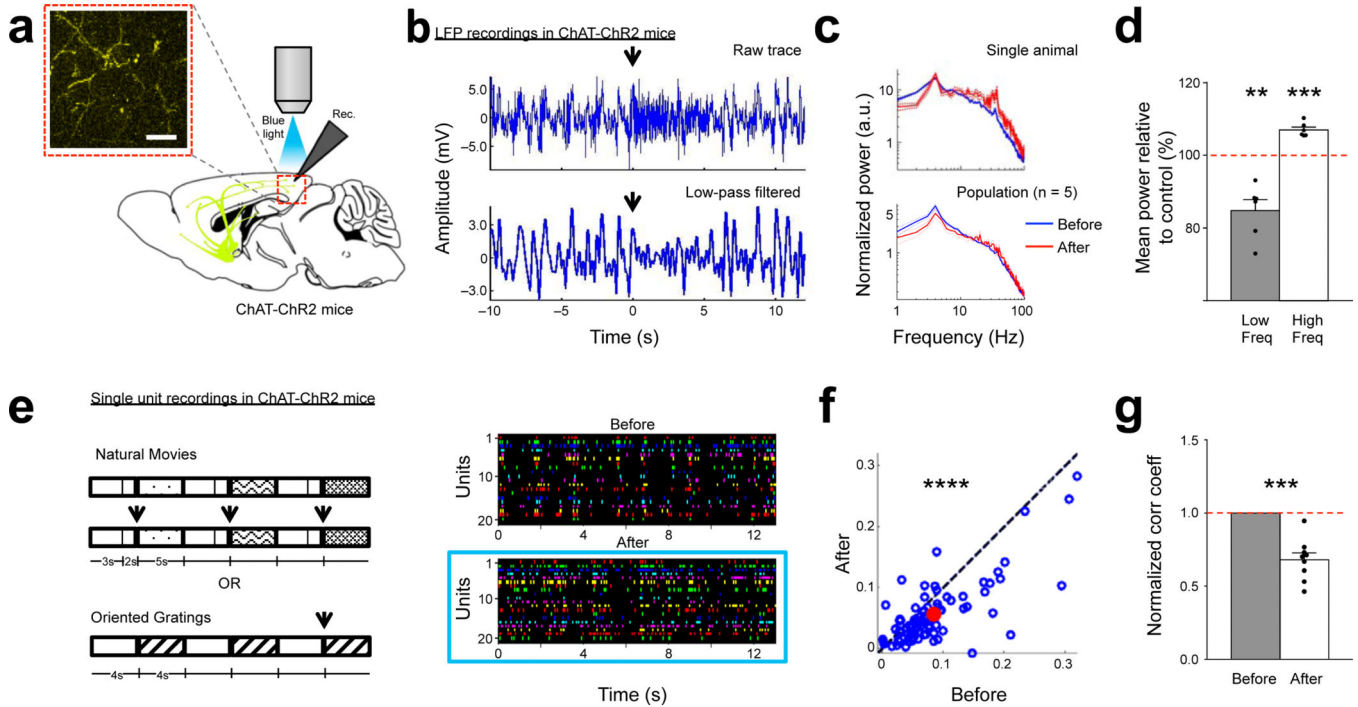 a
Blue
light
Rec.
ChAT-ChR2 mice
b
LFP recordings in ChAT-ChR2 mice
Raw trace
5.0
0
–5.0
Low-pass filtered
3.0
0
–3.0
Amplitude (mV)
–10
–5
0
5
10
Time (s)
c
Single animal
10
1
Population (n = 5)
5
1
Before
After
Normalized power (a.u.)
1
10
100
Frequency (Hz)
d
120
100
80
** ***
Mean power relative
to control (%)
Low
Freq
High
Freq
e
Single unit recordings in ChAT-ChR2 mice
Natural Movies
3s
2s
5s
OR
Oriented Gratings
4s
4s
Before
1
10
20
Units
0
4
8
12
After
1
10
20
Units
0
4
8
12
Time (s)
f
****
0.3
0.2
0.1
0
After
0
0.1
0.2
0.3
Before
g
1.5
1.0
0.5
0.0
***
Normalized corr coeff
Before
After